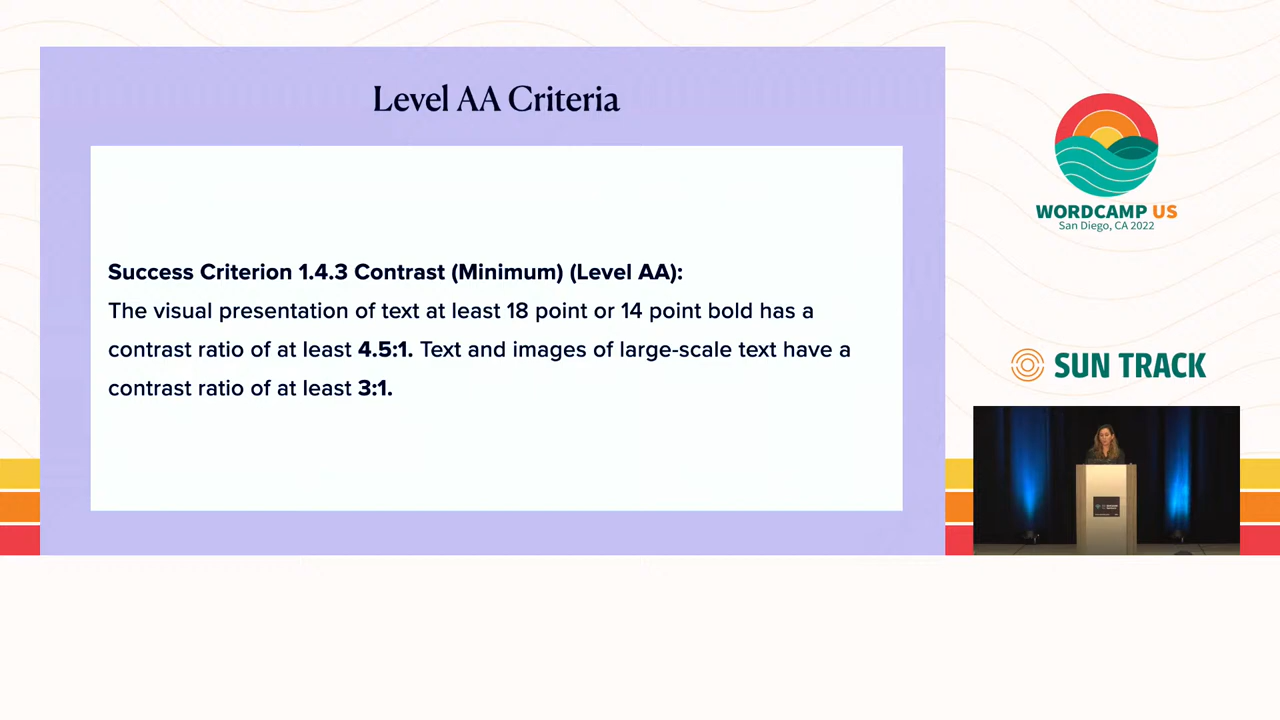 Level AA Criteria
Success Criterion 1.4.3 Contrast (Minimum) (Level AA):
The visual presentation of text at least 18 point or 14 point bold has a
contrast ratio of at least 4.5:1. Text and images of large-scale text have a
contrast ratio of at least 3:1.
WORDCAMP US
San Diego, CA 2022
SUN TRACK